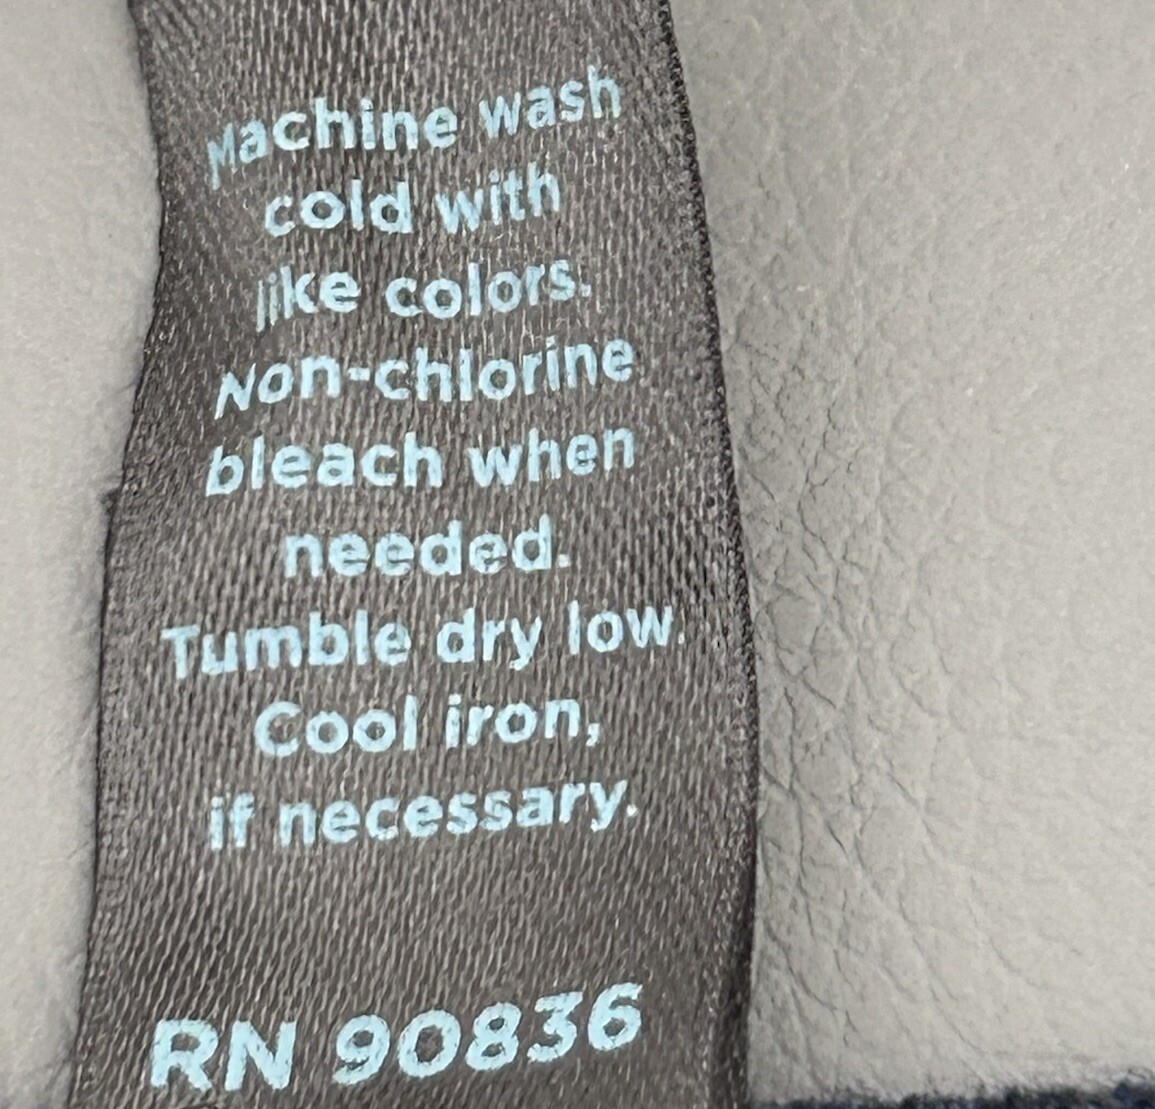 Machine wash
cold with
like colors.
Non-chlorine
bleach when
needed.
Tumble dry low.
Cool iron,
if necessary.
RN 90836